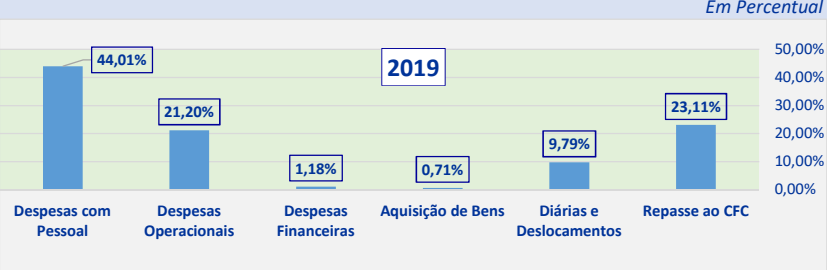 Em Percentual
2019
50,00%
40,00%
30,00%
20,00%
10,00%
0,00%
44,01%
21,20%
1,18%
0,71%
9,79%
23,11%
Despesas com
Pessoal
Despesas
Operacionais
Despesas
Financeiras
Aquisição de Bens
Diárias e
Deslocamentos
Repasse ao CFC